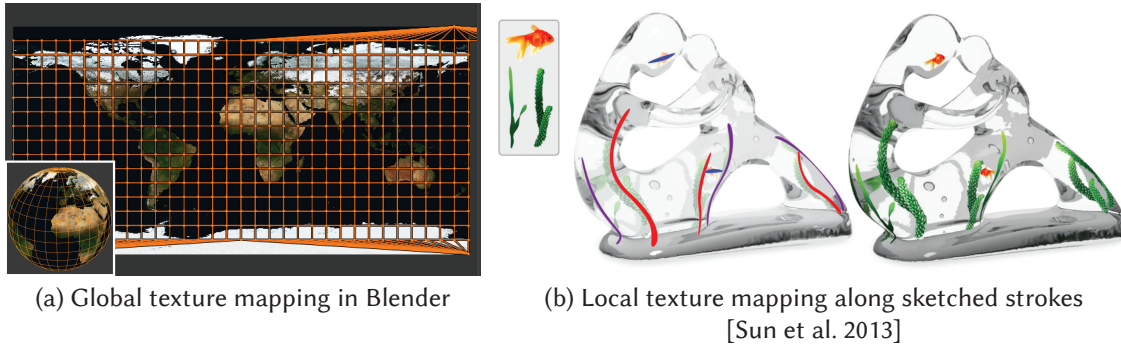 (a) Global texture mapping in Blender
(b) Local texture mapping along sketched strokes
[Sun et al. 2013]